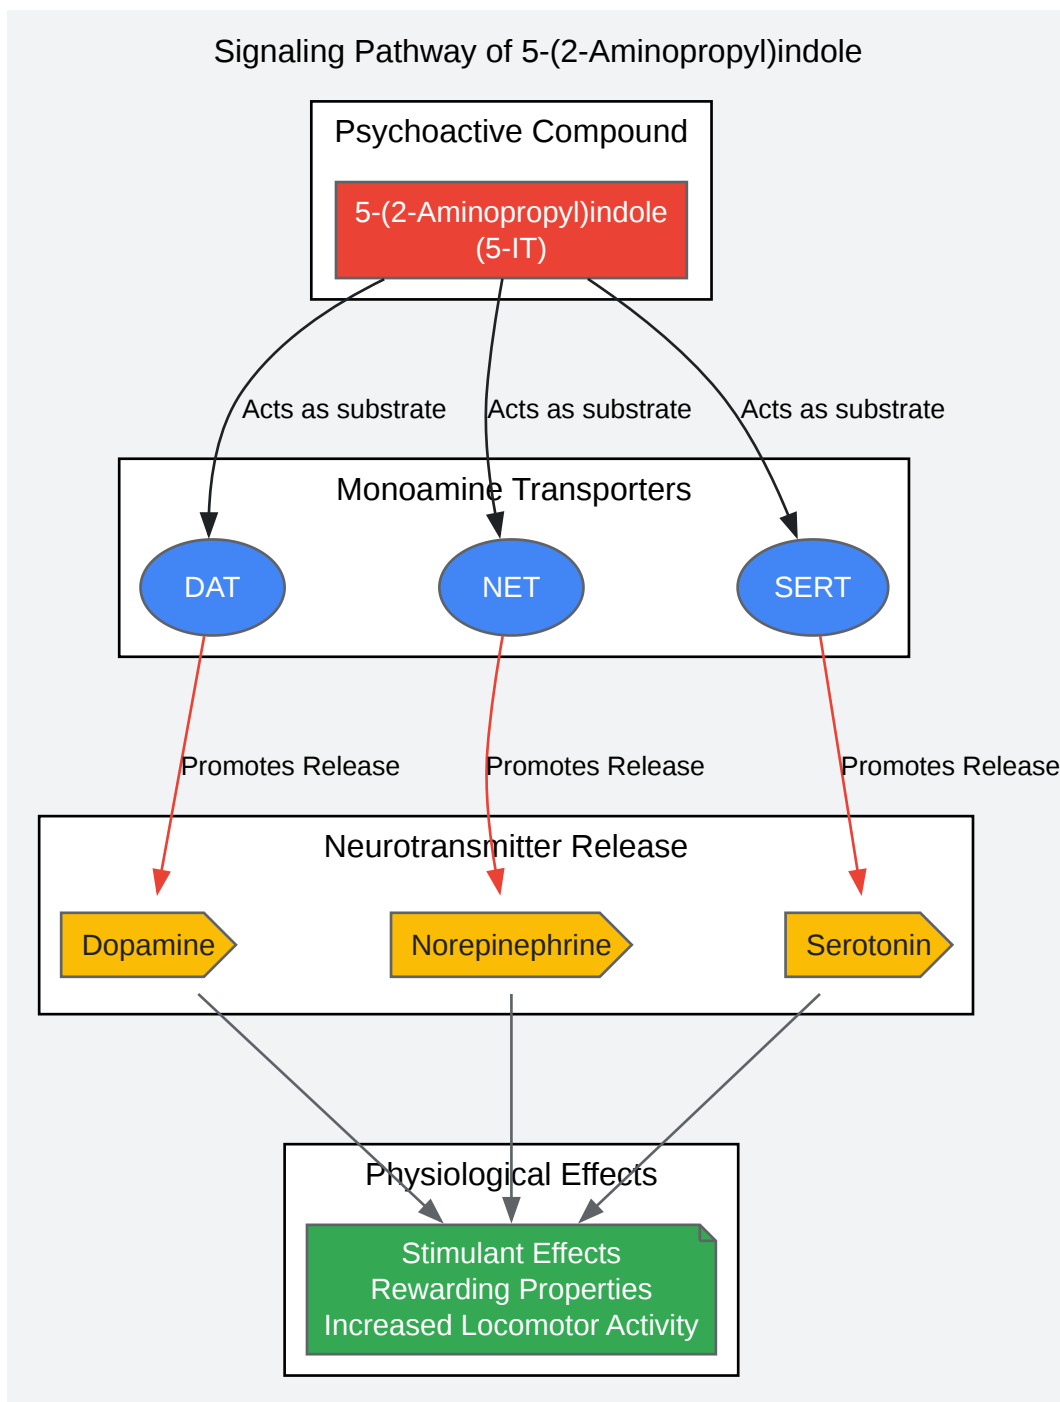 Signaling Pathway of 5-(2-Aminopropyl)indole
Psychoactive Compound
5-(2-Aminopropyl)indole
(5-IT)
Acts as substrate
Acts as substrate
Acts as substrate
Monoamine Transporters
DAT
NET
SERT
Promotes Release
Promotes Release
Promotes Release
Neurotransmitter Release
Dopamine
Norepinephrine
Serotonin
Physiological Effects
Stimulant Effects
Rewarding Properties
Increased Locomotor Activity